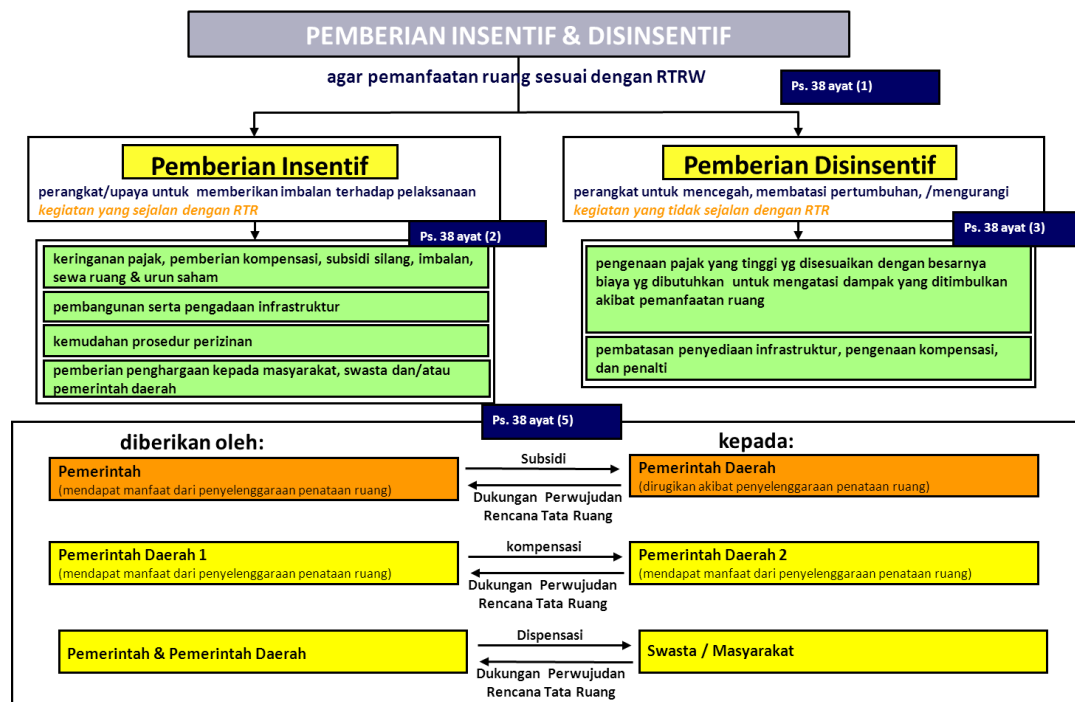 PEMBERIAN INSENTIF & DISINSENTIF
agar pemanfaatan ruang sesuai dengan RTRW
Ps. 38 ayat (1)
Pemberian Insentif
perangkat/upaya untuk memberikan imbalan terhadap pelaksanaan
kegiatan yang sejalan dengan RTR
Ps. 38 ayat (2)
keringanan pajak, pemberian kompensasi, subsidi silang, imbalan,
sewa ruang & urun saham
pembangunan serta pengadaan infrastruktur
kemudahan prosedur perizinan
pemberian penghargaan kepada masyarakat, swasta dan/atau
pemerintah daerah
Pemberian Disinsentif
perangkat untuk mencegah, membatasi pertumbuhan, /mengurangi
kegiatan yang tidak sejalan dengan RTR
Ps. 38 ayat (3)
pengenaan pajak yang tinggi yg disesuaikan dengan besarnya
biaya yg dibutuhkan untuk mengatasi dampak yang ditimbulkan
akibat pemanfaatan ruang
pembatasan penyediaan infrastruktur, pengenaan kompensasi,
dan penalti
Ps. 38 ayat (5)
diberikan oleh:
kepada:
Pemerintah
(mendapat manfaat dari penyelenggaraan penataan ruang)
Subsidi
Dukungan Perwujudan
Rencana Tata Ruang
Pemerintah Daerah
(dirugikan akibat penyelenggaraan penataan ruang)
Pemerintah Daerah 1
(mendapat manfaat dari penyelenggaraan penataan ruang)
kompensasi
Dukungan Perwujudan
Rencana Tata Ruang
Pemerintah Daerah 2
(mendapat manfaat dari penyelenggaraan penataan ruang)
Pemerintah & Pemerintah Daerah
Dispensasi
Dukungan Perwujudan
Rencana Tata Ruang
Swasta / Masyarakat